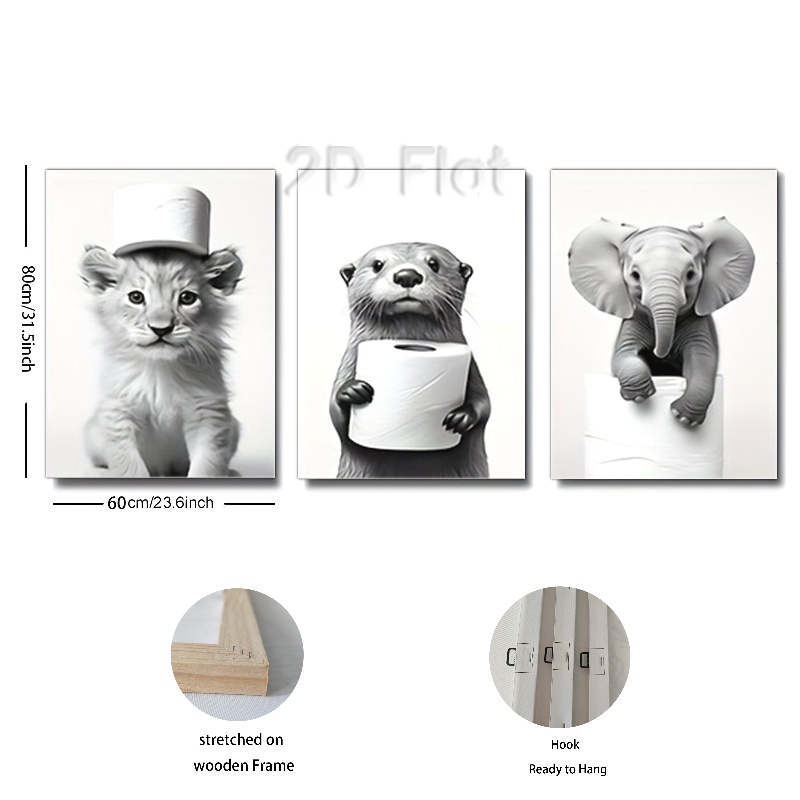 2D Flat
80cm/31.5inch
60cm/23.6inch
stretched on
wooden Frame
Hook
Ready to Hang